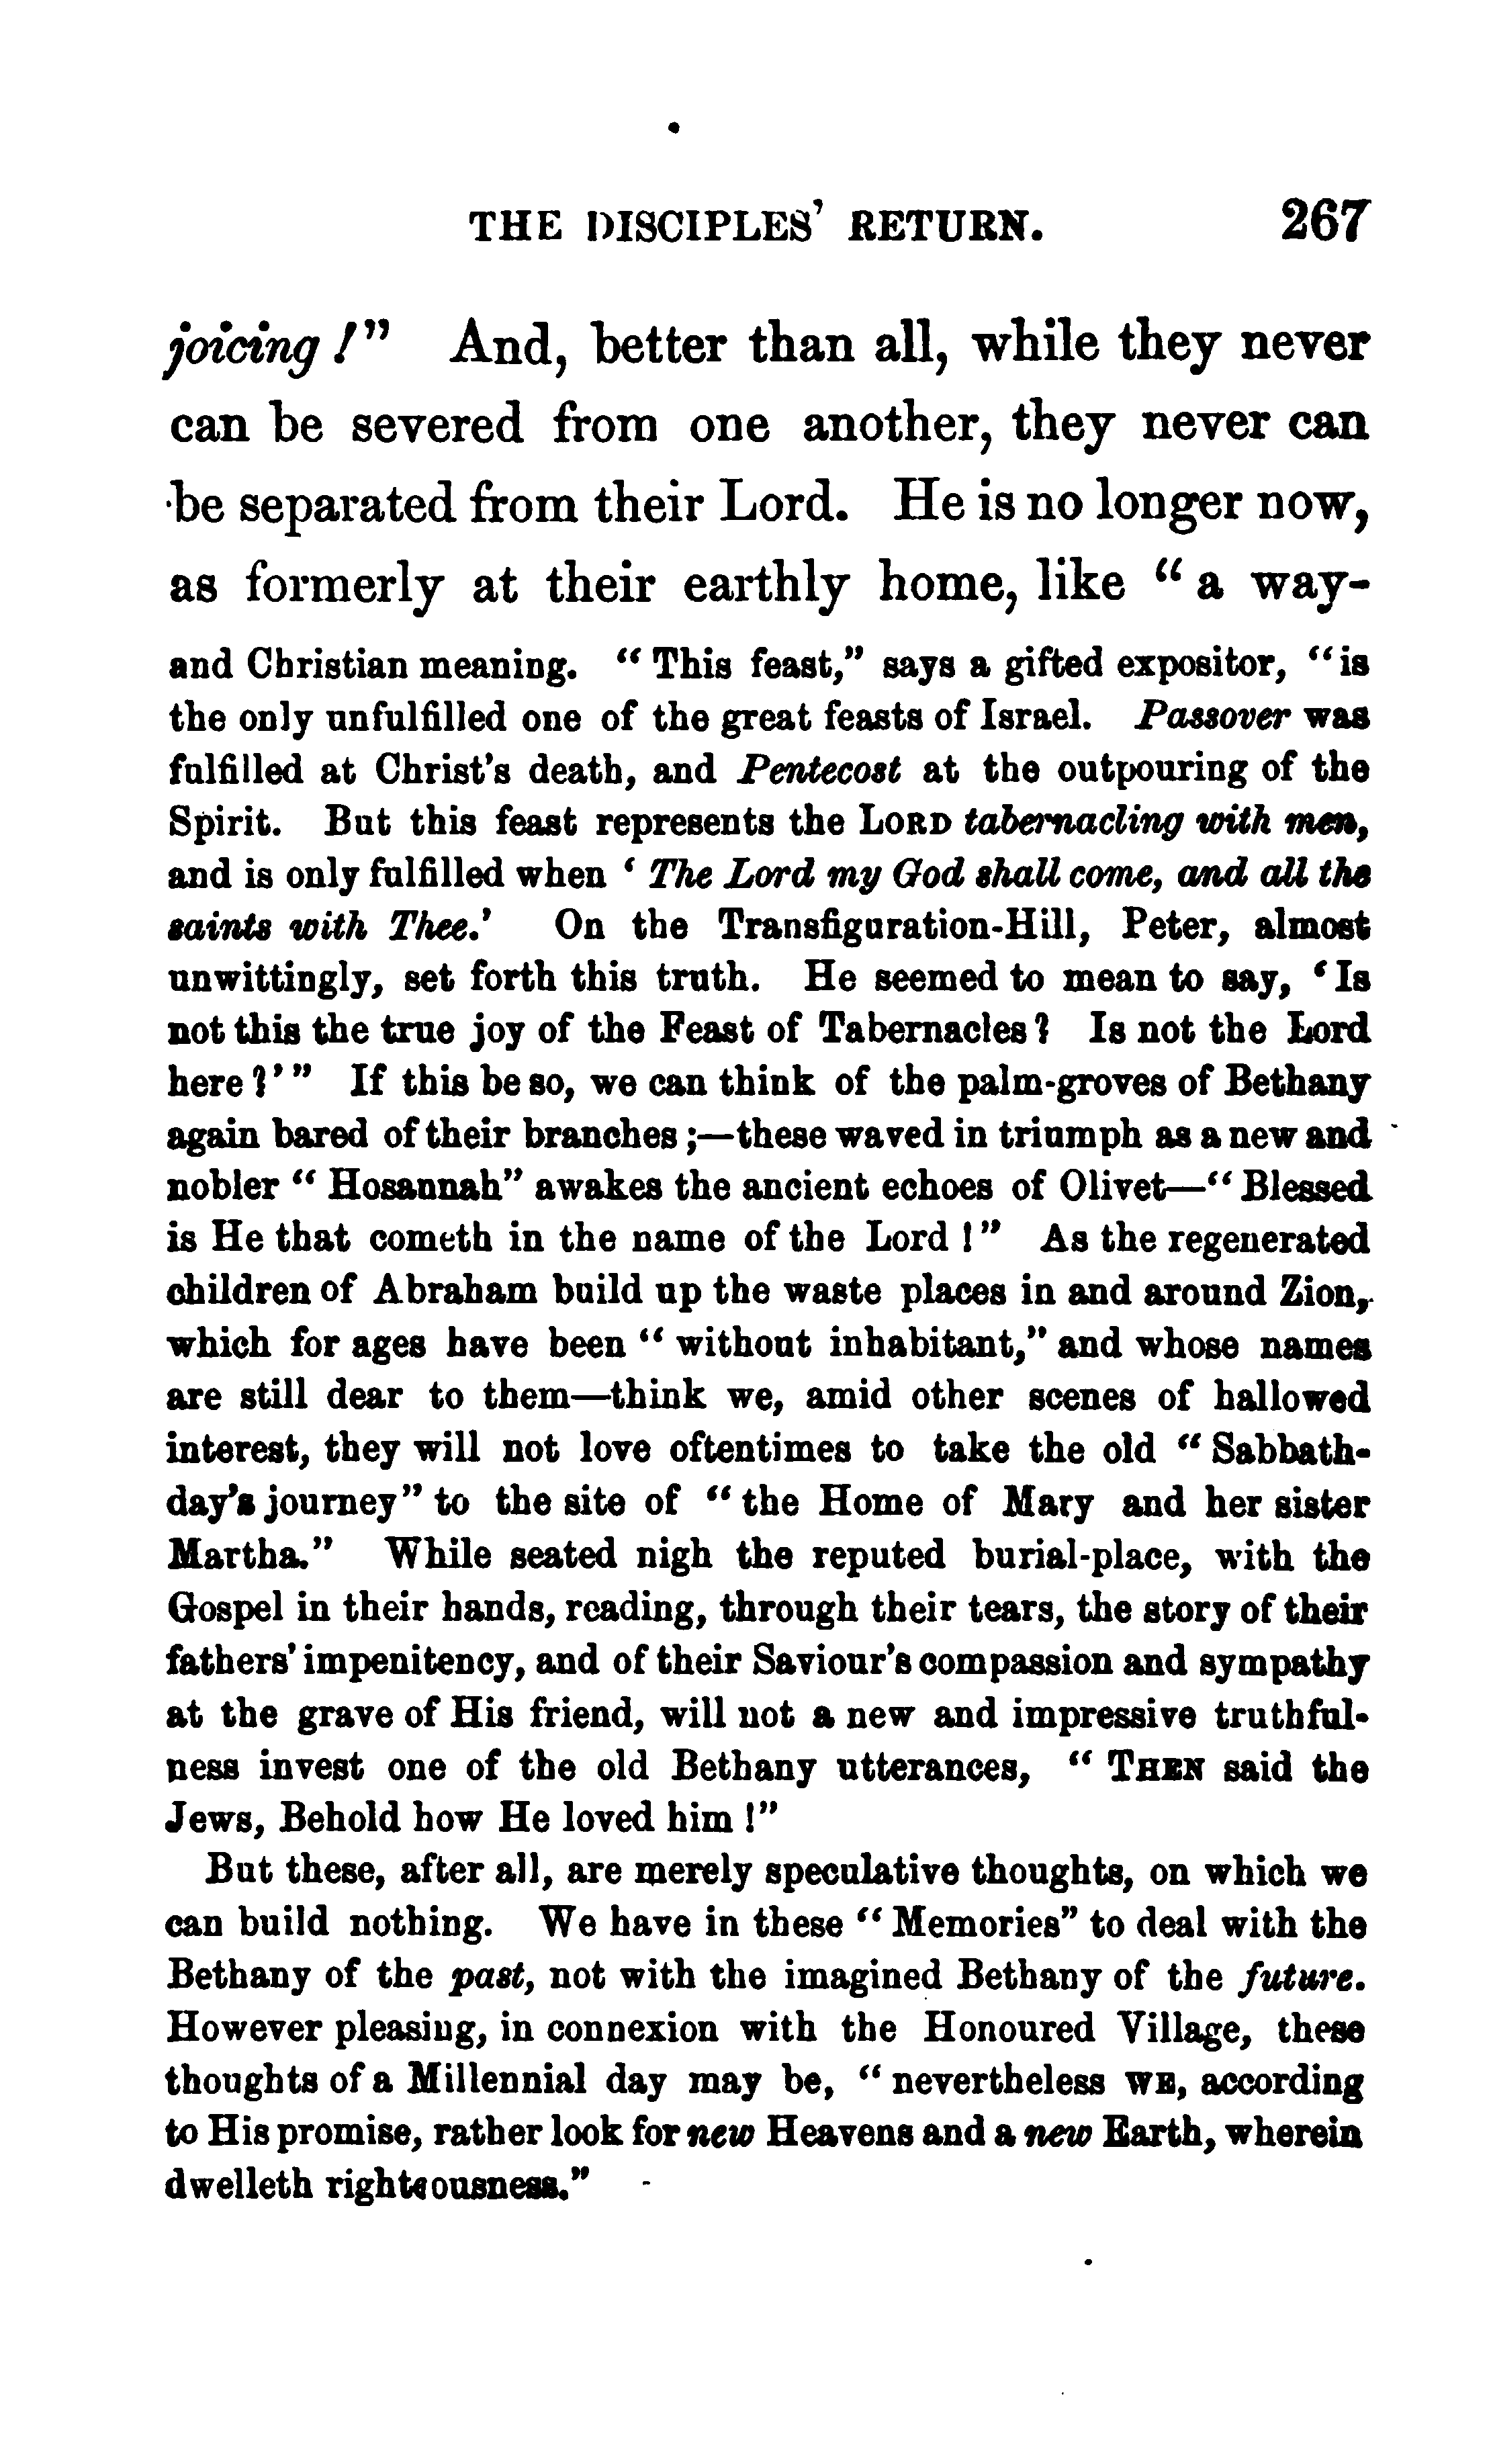 THE DISCIPLES' RETURN. 267
joicing!" And, better than all, while they never
can be severed from one another, they never can
be separated from their Lord. He is no longer now,
as formerly at their earthly home, like "a way-
and Christian meaning. "This feast," says a gifted expositor, "is
the only unfulfilled one of the great feasts of Israel. Passover was
fulfilled at Christ's death, and Pentecost at the outpouring of the
Spirit. But this feast represents the LORD tabernacling with men,
and is only fulfilled when 'The Lord my God shall come, and all the
saints with Thee.' On the Transfiguration-Hill, Peter, almost
unwittingly, set forth this truth. He seemed to mean to say, 'Is
not this the true joy of the Feast of Tabernacles? Is not the Lord
here?'" If this be so, we can think of the palm-groves of Bethany
again bared of their branches;—these waved in triumph as a new and
nobler "Hosannah" awakes the ancient echoes of Olivet—"Blessed
is He that cometh in the name of the Lord!" As the regenerated
children of Abraham build up the waste places in and around Zion,
which for ages have been "without inhabitant," and whose names
are still dear to them—think we, amid other scenes of hallowed
interest, they will not love oftentimes to take the old "Sabbath-
day's journey" to the site of "the Home of Mary and her sister
Martha." While seated nigh the reputed burial-place, with the
Gospel in their hands, reading, through their tears, the story of their
fathers' impenitency, and of their Saviour's compassion and sympathy
at the grave of His friend, will not a new and impressive truthful-
ness invest one of the old Bethany utterances, "THEN said the
Jews, Behold how He loved him!"
But these, after all, are merely speculative thoughts, on which we
can build nothing. We have in these "Memories" to deal with the
Bethany of the past, not with the imagined Bethany of the future.
However pleasing, in connexion with the Honoured Village, these
thoughts of a Millennial day may be, "nevertheless WE, according
to His promise, rather look for new Heavens and a new Earth, wherein
dwelleth righteousness."